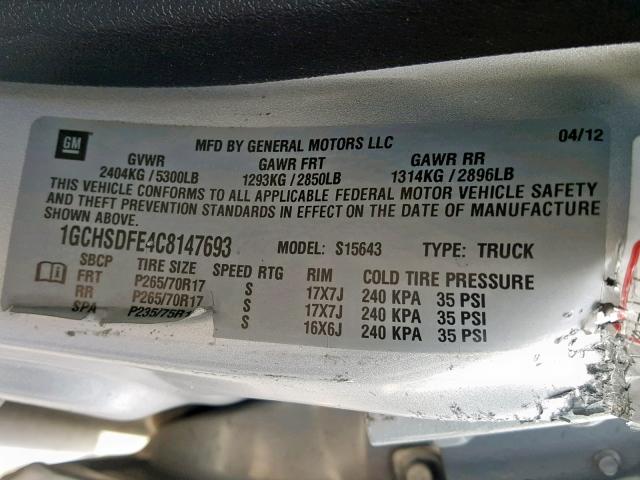 GM MFD BY GENERAL MOTORS LLC 04/12
GVWR GAWR FRT GAWR RR
2404KG / 5300LB 1293KG / 2850LB 1314KG / 2896LB
THIS VEHICLE CONFORMS TO ALL APPLICABLE FEDERAL MOTOR VEHICLE SAFETY
AND THEFT PREVENTION STANDARDS IN EFFECT ON THE DATE OF MANUFACTURE
SHOWN ABOVE.
1GCHSDFE4C8147693 MODEL: S15643 TYPE: TRUCK
SBCP TIRE SIZE SPEED RTG RIM COLD TIRE PRESSURE
FRT P265/70R17 S 17X7J 240 KPA 35 PSI
RR P265/70R17 S 17X7J 240 KPA 35 PSI
SPA P235/75R1 S 16X6J 240 KPA 35 PSI